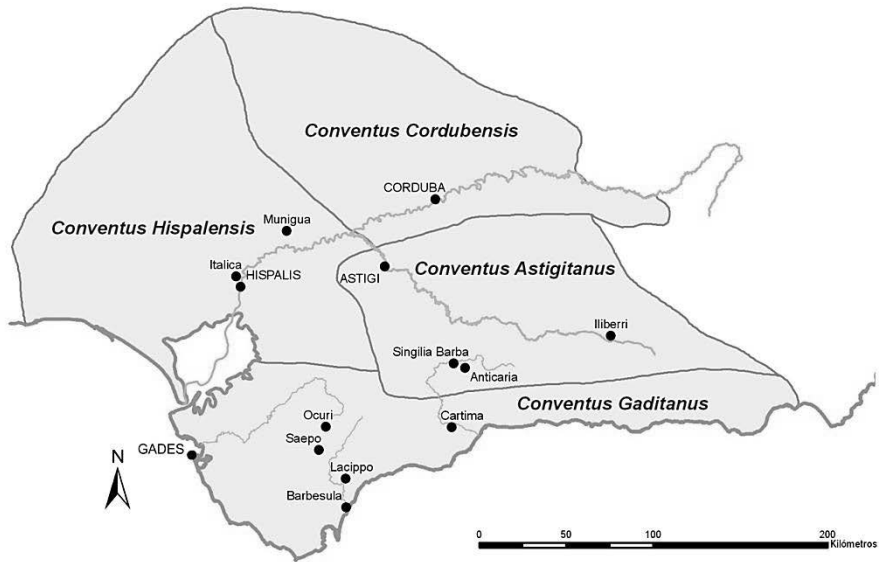 Conventus Cordubensis
CORDUBA
Munigua
Conventus Hispalensis
Italica
HISPALIS
ASTIGI
Conventus Astigitanus
Iliberri
Singilia Barba
Anticaria
Conventus Gaditanus
Ocuri
Cartima
Saepo
GADES
N
Lacippo
Barbesula
0 50 100 200
Kilómetros